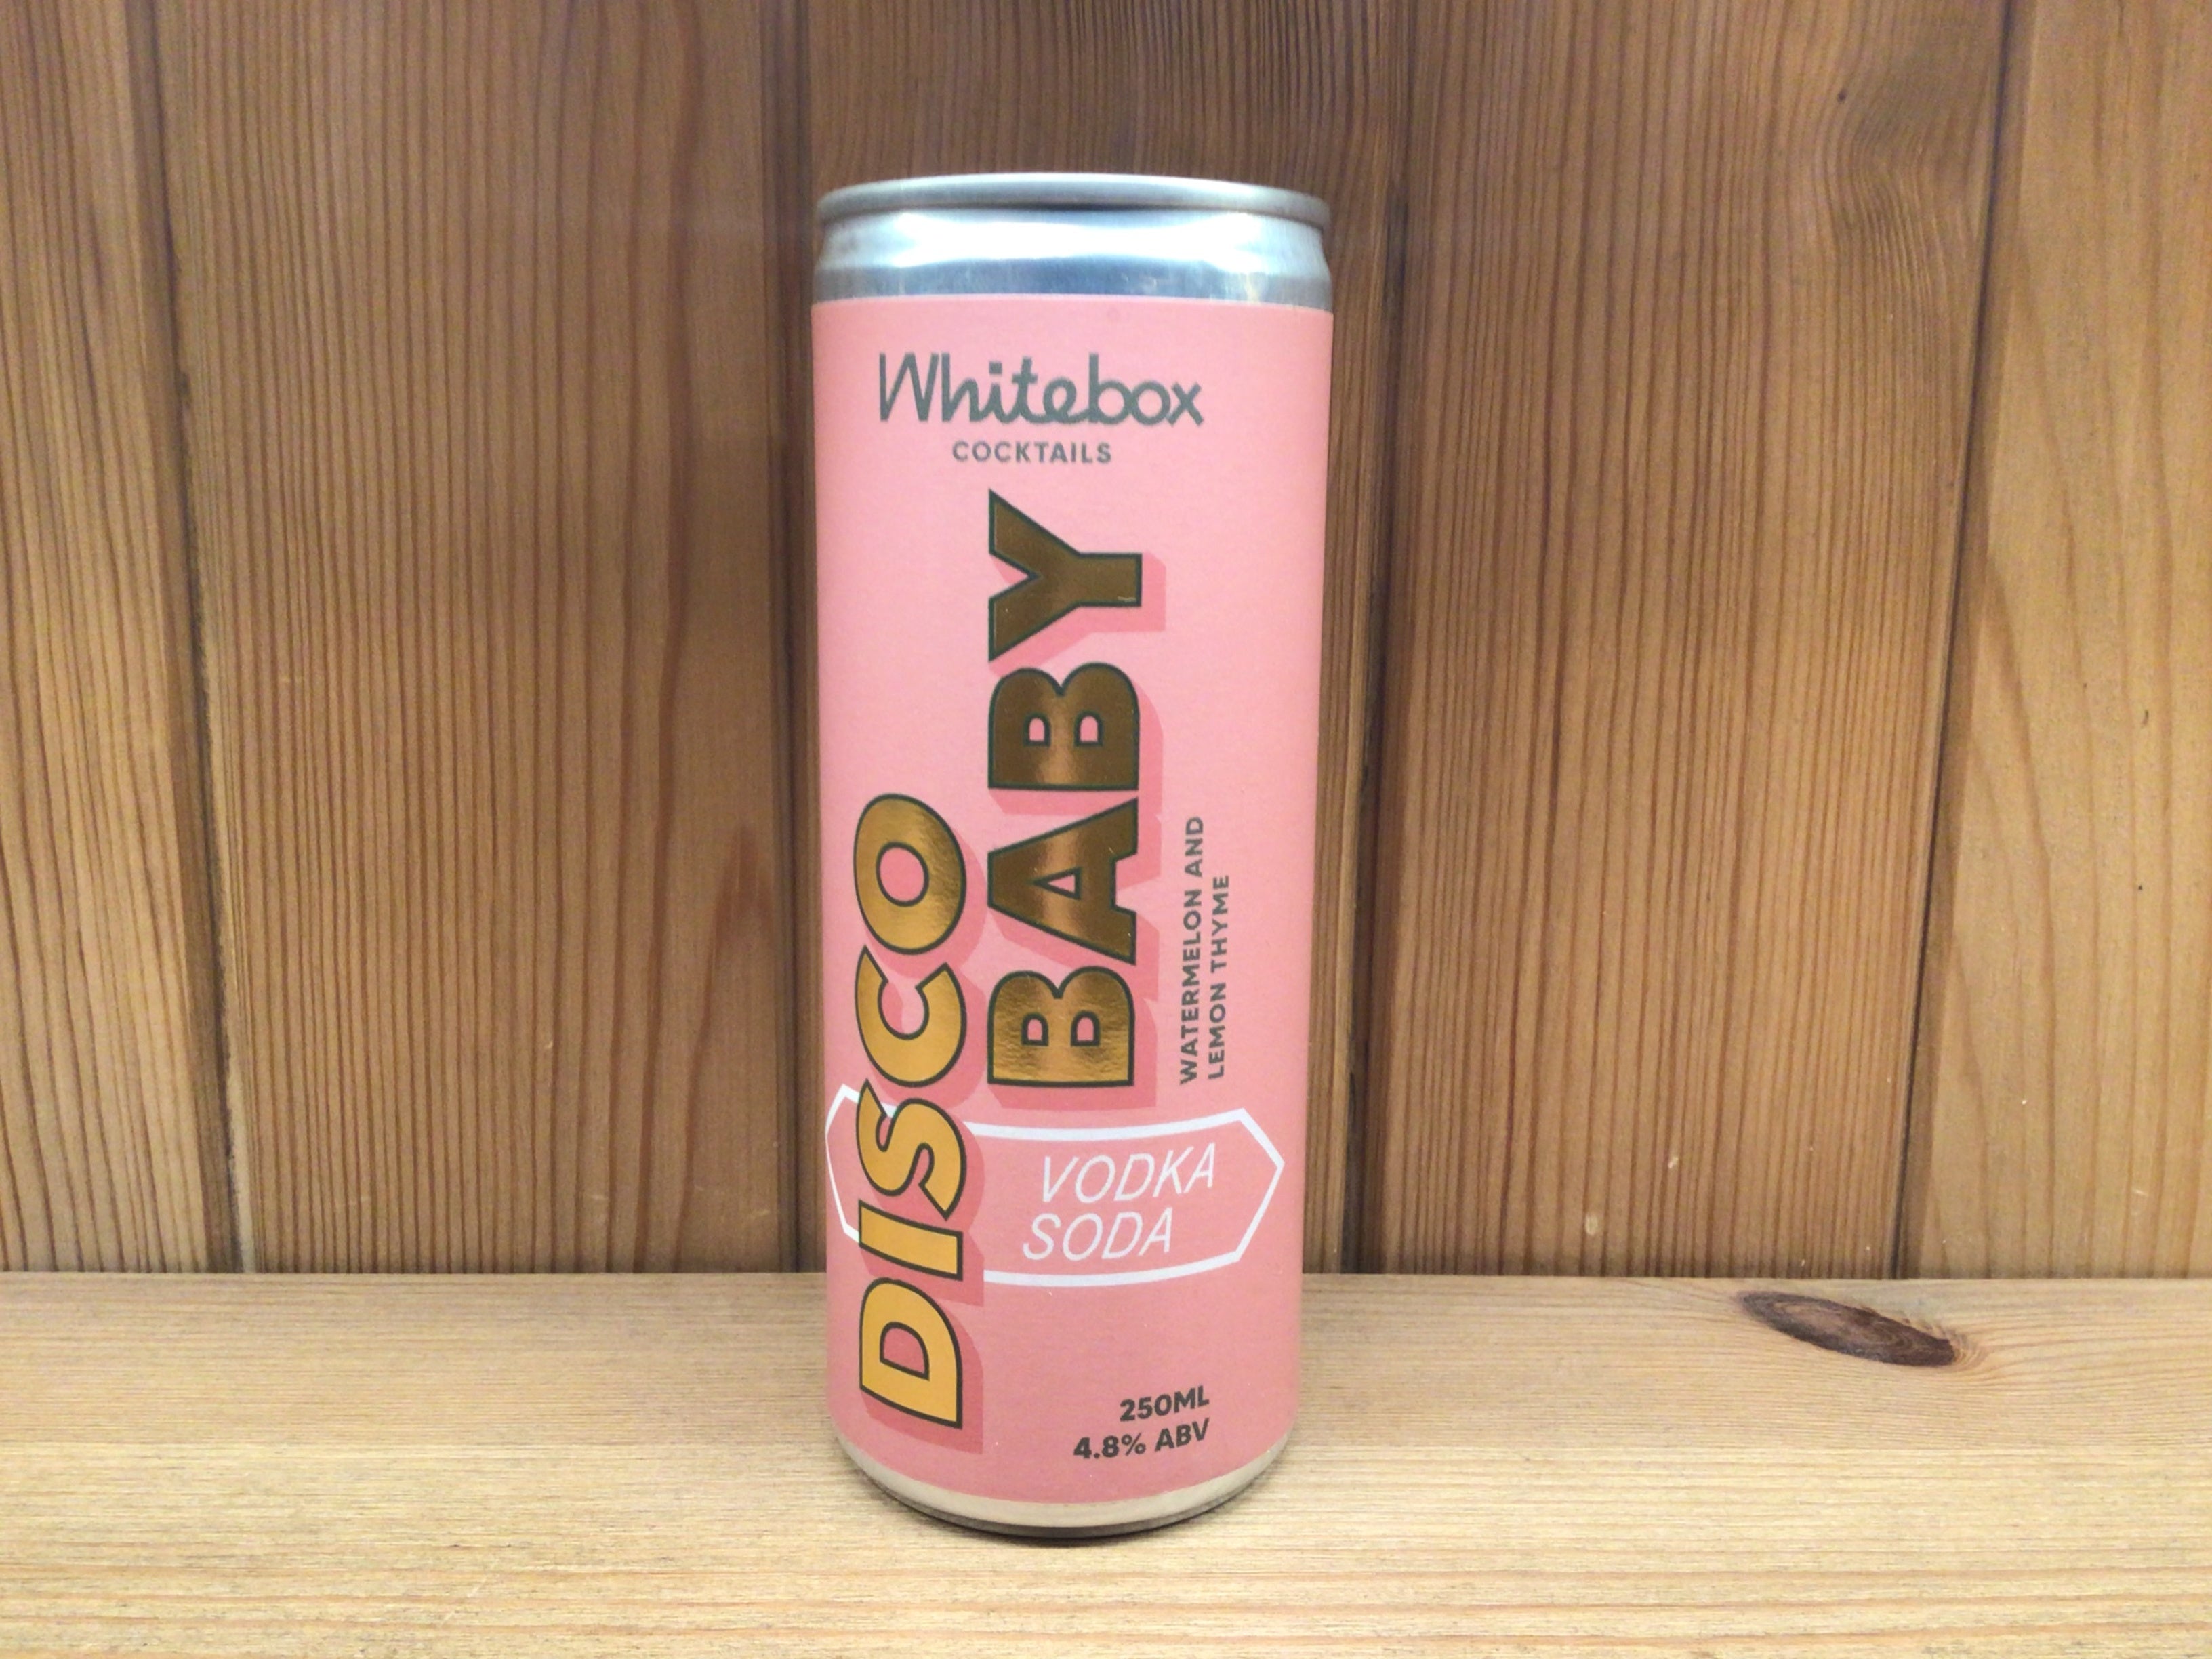 Whitebox
COCKTAILS
DISCO
BABY
WATERMELON AND
LEMON THYME
VODKA
SODA
250ML
4.8% ABV